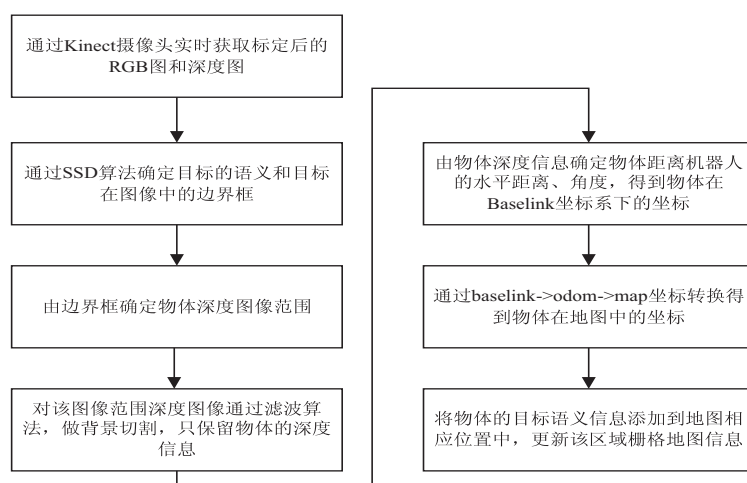 通过Kinect摄像头实时获取标定后的
RGB图和深度图
通过SSD算法确定目标的语义和目标
在图像中的边界框
由边界框确定物体深度图像范围
对该图像范围深度图像通过滤波算
法，做背景切割，只保留物体的深度
信息
由物体深度信息确定物体距离机器人
的水平距离、角度，得到物体在
Baselink坐标系下的坐标
通过baselink->odom->map坐标转换得
到物体在地图中的坐标
将物体的目标语义信息添加到地图相
应位置中，更新该区域栅格地图信息